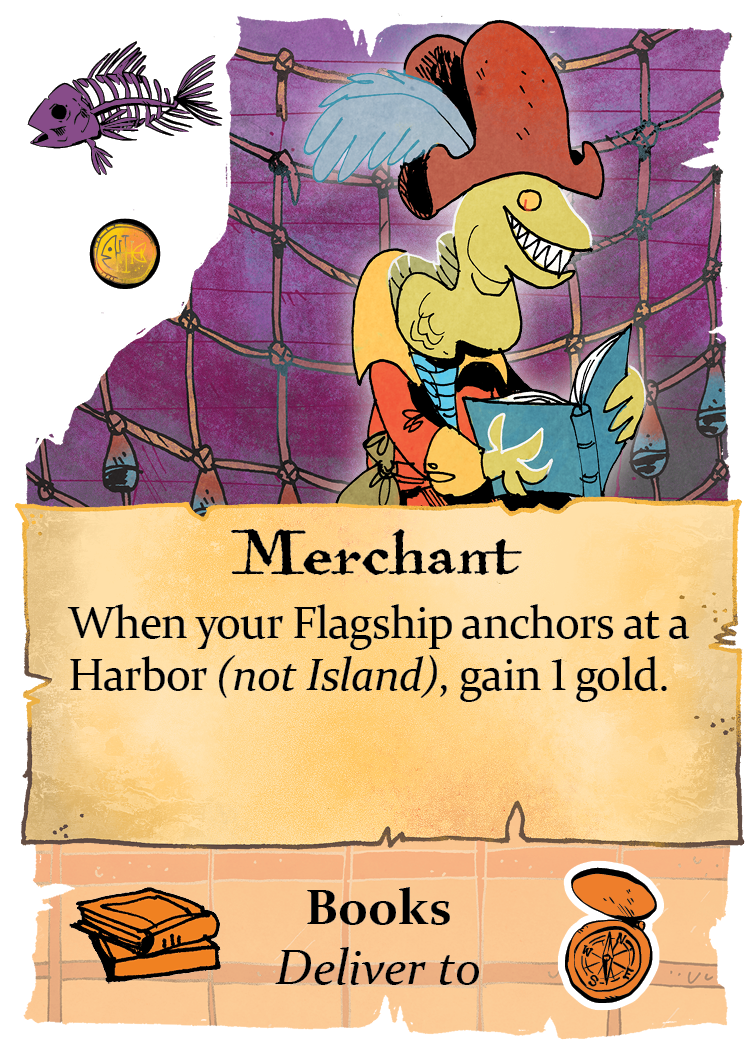 Merchant
When your Flagship anchors at a
Harbor (not Island), gain 1 gold.
Books
Deliver to